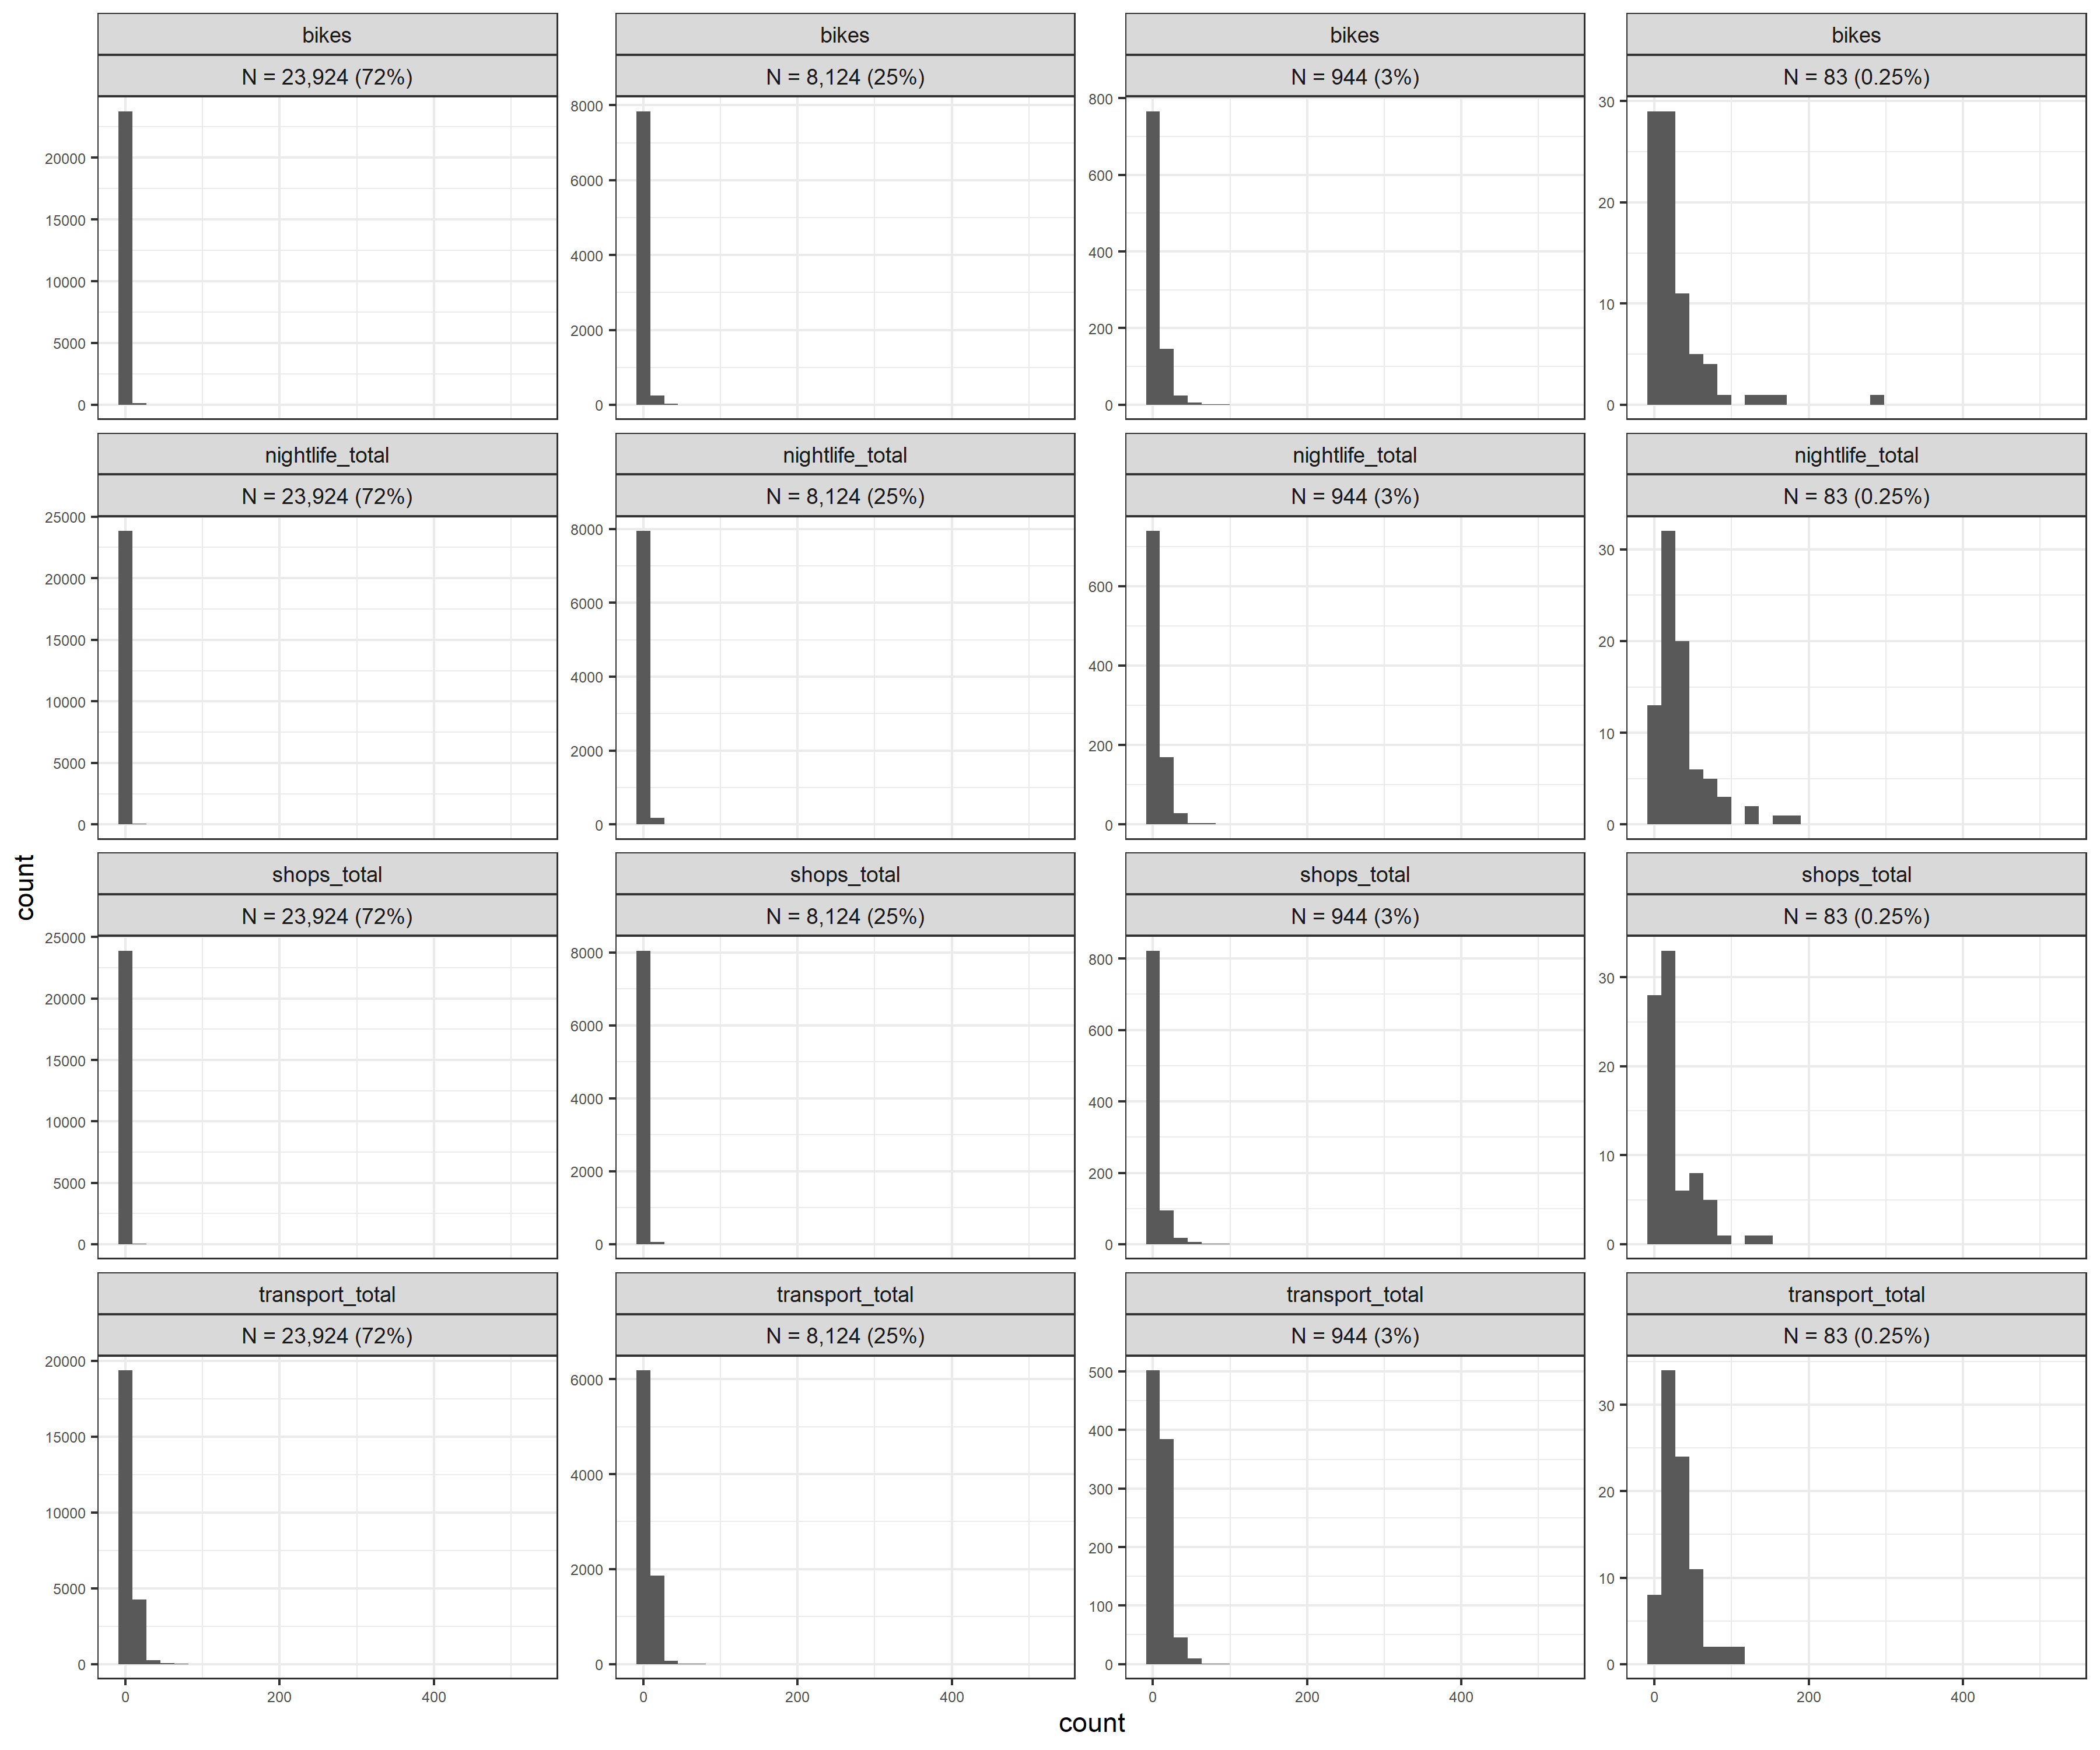 bikes
bikes
bikes
bikes
N = 23,924 (72%)
N = 8,124 (25%)
N = 944 (3%)
N = 83 (0.25%)
20000
15000
10000
5000
0
8000
6000
4000
2000
0
800
600
400
200
0
30
20
10
0
nightlife_total
nightlife_total
nightlife_total
nightlife_total
N = 23,924 (72%)
N = 8,124 (25%)
N = 944 (3%)
N = 83 (0.25%)
25000
20000
15000
10000
5000
0
8000
6000
4000
2000
0
600
400
200
0
30
20
10
0
count
shops_total
shops_total
shops_total
shops_total
N = 23,924 (72%)
N = 8,124 (25%)
N = 944 (3%)
N = 83 (0.25%)
25000
20000
15000
10000
5000
0
8000
6000
4000
2000
0
800
600
400
200
0
30
20
10
0
transport_total
transport_total
transport_total
transport_total
N = 23,924 (72%)
N = 8,124 (25%)
N = 944 (3%)
N = 83 (0.25%)
20000
15000
10000
5000
0
6000
4000
2000
0
500
400
300
200
100
0
30
20
10
0
0 200 400
0 200 400
0 200 400
0 200 400
count